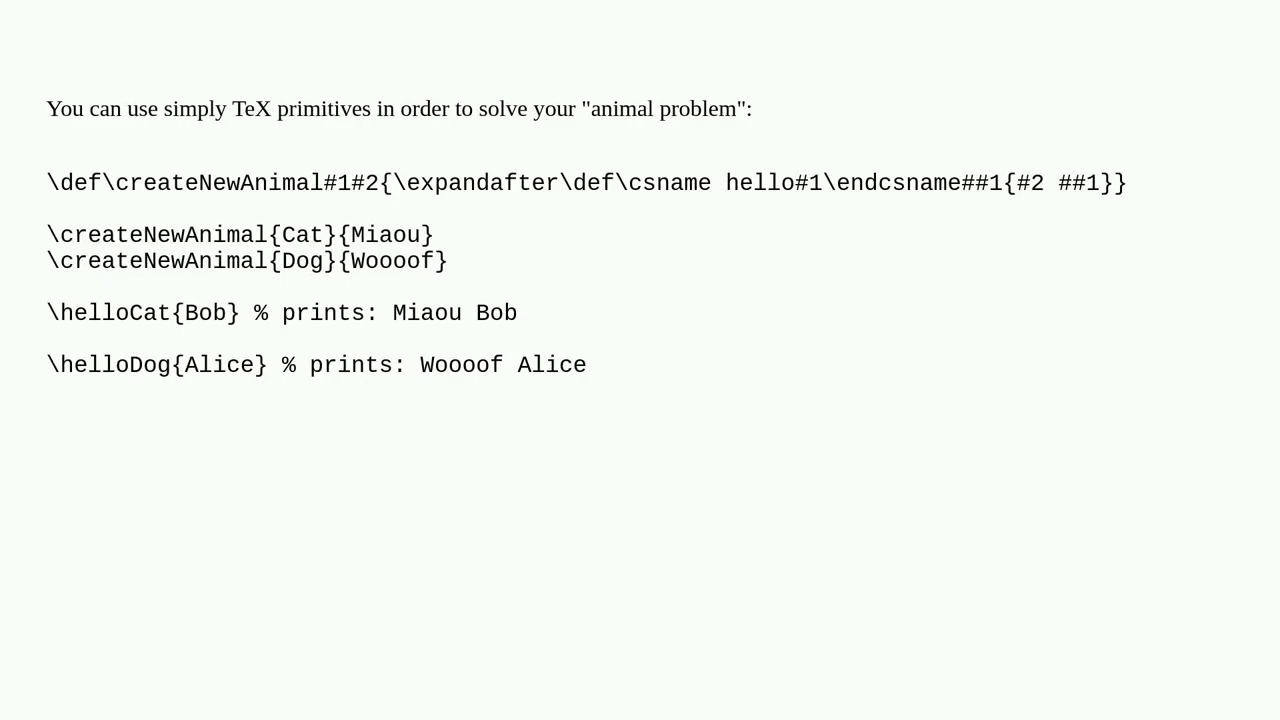 You can use simply TeX primitives in order to solve your "animal problem":
\def\createNewAnimal#1#2{\expandafter\def\csname hello#1\endcsname##1{#2 ##1}}
\createNewAnimal{Cat}{Miaou}
\createNewAnimal{Dog}{Woooof}
\helloCat{Bob} % prints: Miaou Bob
\helloDog{Alice} % prints: Woooof Alice